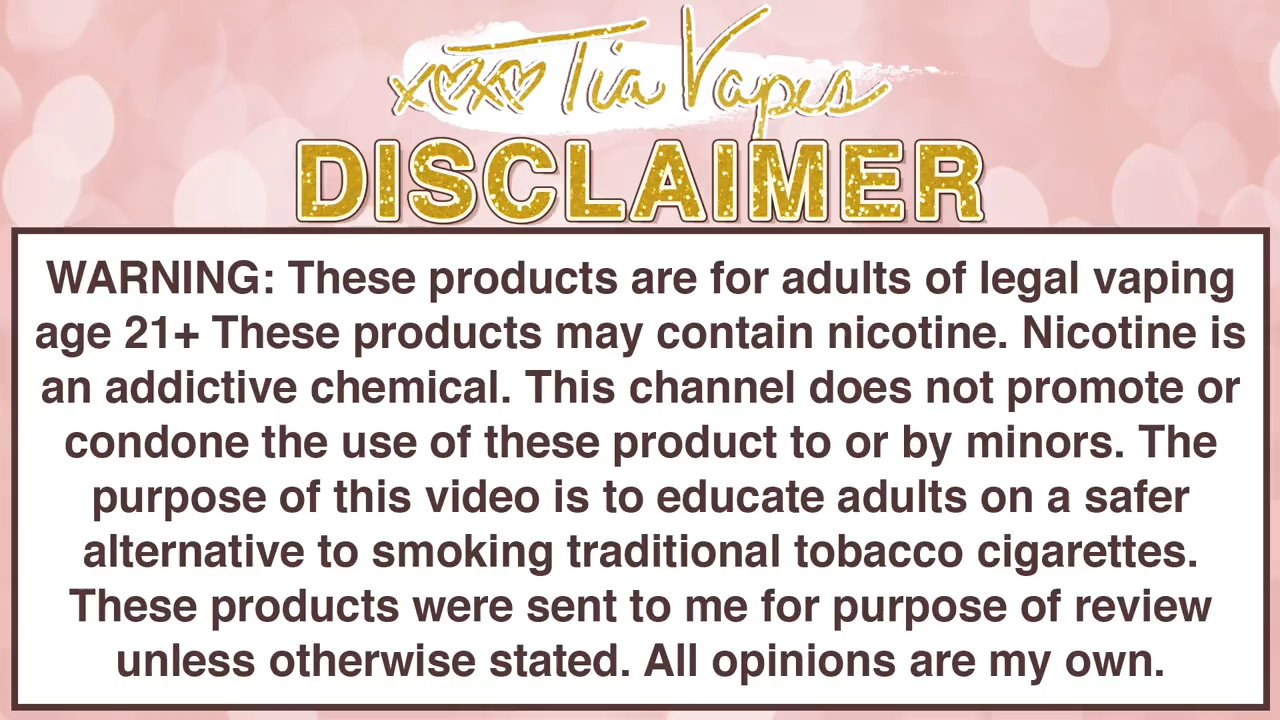 xoxo Tia Vapes
DISCLAIMER
WARNING: These products are for adults of legal vaping
age 21+ These products may contain nicotine. Nicotine is
an addictive chemical. This channel does not promote or
condone the use of these product to or by minors. The
purpose of this video is to educate adults on a safer
alternative to smoking traditional tobacco cigarettes.
These products were sent to me for purpose of review
unless otherwise stated. All opinions are my own.